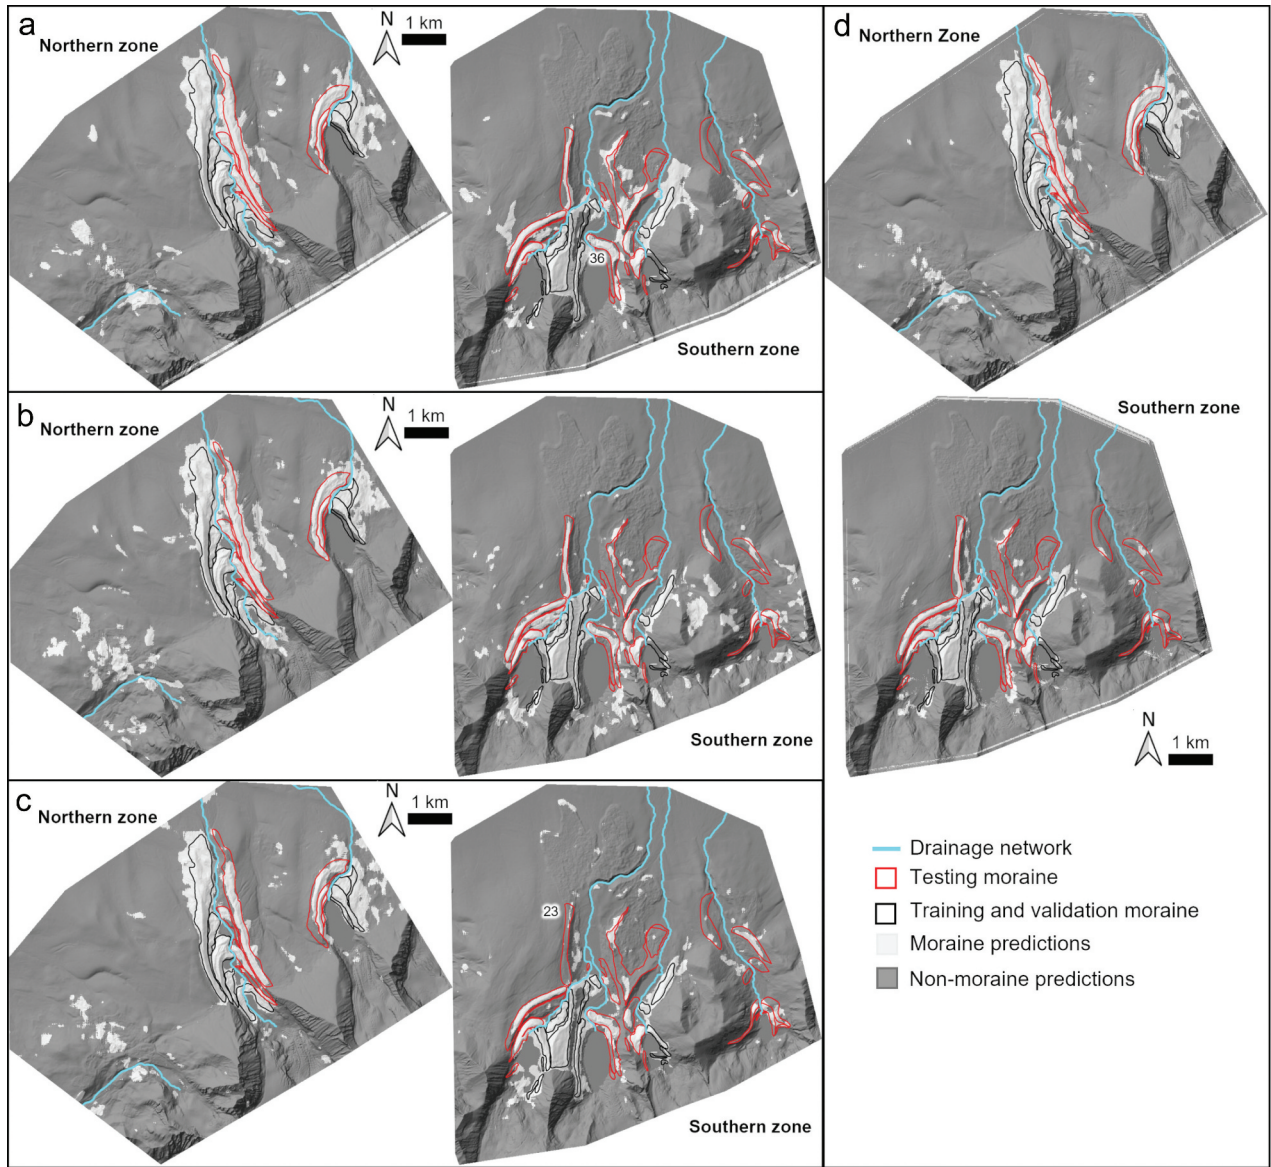 a
Northern zone
N
1 km
36
Southern zone
b
Northern zone
N
1 km
Southern zone
c
Northern zone
N
1 km
23
Southern zone
d
Northern Zone
Southern zone
N
1 km
Drainage network
Testing moraine
Training and validation moraine
Moraine predictions
Non-moraine predictions